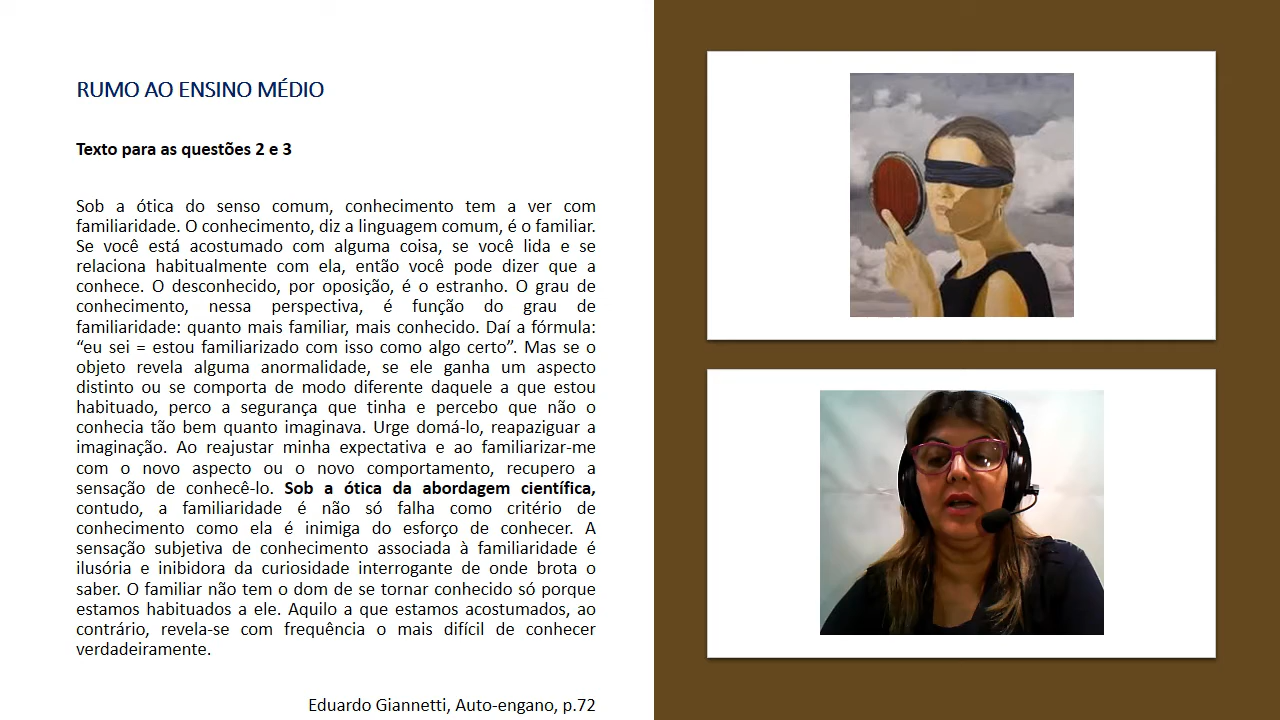 RUMO AO ENSINO MÉDIO
Texto para as questões 2 e 3
Sob a ótica do senso comum, conhecimento tem a ver com
familiaridade. O conhecimento, diz a linguagem comum, é o familiar.
Se você está acostumado com alguma coisa, se você lida e se
relaciona habitualmente com ela, então você pode dizer que a
conhece. O desconhecido, por oposição, é o estranho. O grau de
conhecimento, nessa perspectiva, é função do grau de
familiaridade: quanto mais familiar, mais conhecido. Daí a fórmula:
“eu sei = estou familiarizado com isso como algo certo”. Mas se o
objeto revela alguma anormalidade, se ele ganha um aspecto
distinto ou se comporta de modo diferente daquele a que estou
habituado, perco a segurança que tinha e percebo que não o
conhecia tão bem quanto imaginava. Urge domá-lo, reapaziguar a
imaginação. Ao reajustar minha expectativa e ao familiarizar-me
com o novo aspecto ou o novo comportamento, recupero a
sensação de conhecê-lo. Sob a ótica da abordagem científica,
contudo, a familiaridade é não só falha como critério de
conhecimento como ela é inimiga do esforço de conhecer. A
sensação subjetiva de conhecimento associada à familiaridade é
ilusória e inibidora da curiosidade interrogante de onde brota o
saber. O familiar não tem o dom de se tornar conhecido só porque
estamos habituados a ele. Aquilo a que estamos acostumados, ao
contrário, revela-se com frequência o mais difícil de conhecer
verdadeiramente.
Eduardo Giannetti, Auto-engano, p.72